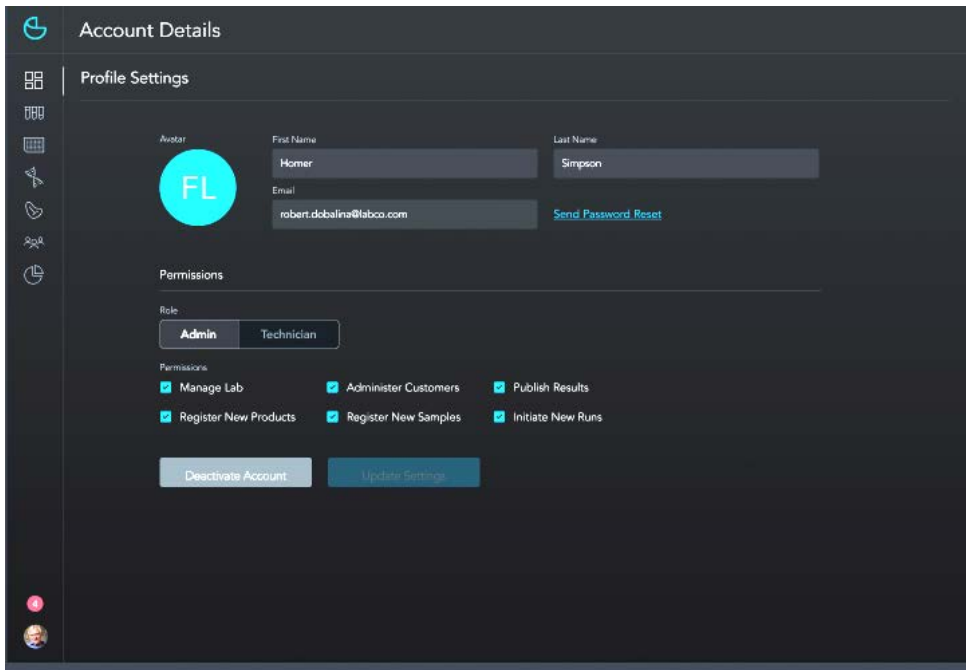 Account Details
Profile Settings
Avatar
First Name
Last Name
FL
Homer
Simpson
Email
robert.dobalina@labco.com
Send Password Reset
Permissions
Role
Admin
Technician
Permissions
Manage Lab
Administer Customers
Publish Results
Register New Products
Register New Samples
Initiate New Runs
Deactivate Account
Update Settings
4